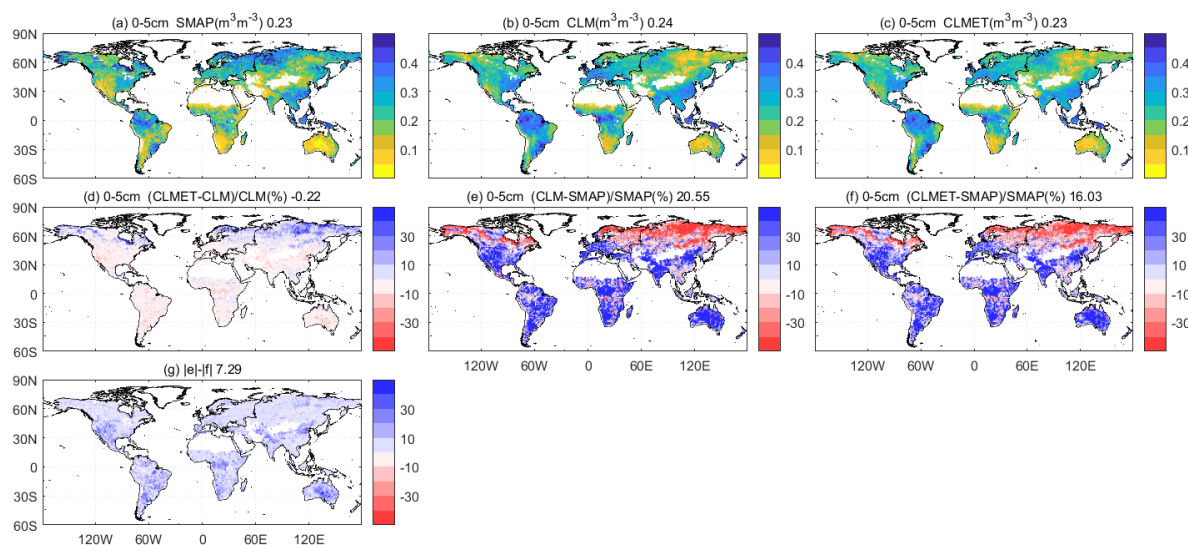 (a) 0-5cm SMAP(m³m⁻³) 0.23
90N
60N
30N
0
30S
60S
0.4
0.3
0.2
0.1
(b) 0-5cm CLM(m³m⁻³) 0.24
0.4
0.3
0.2
0.1
(c) 0-5cm CLMET(m³m⁻³) 0.23
0.4
0.3
0.2
0.1
(d) 0-5cm (CLMET-CLM)/CLM(%) -0.22
90N
60N
30N
0
30S
60S
30
10
-10
-30
(e) 0-5cm (CLM-SMAP)/SMAP(%) 20.55
120W 60W 0 60E 120E
30
10
-10
-30
(f) 0-5cm (CLMET-SMAP)/SMAP(%) 16.03
120W 60W 0 60E 120E
30
10
-10
-30
(g) |e|-|f| 7.29
90N
60N
30N
0
30S
60S
120W 60W 0 60E 120E
30
10
-10
-30